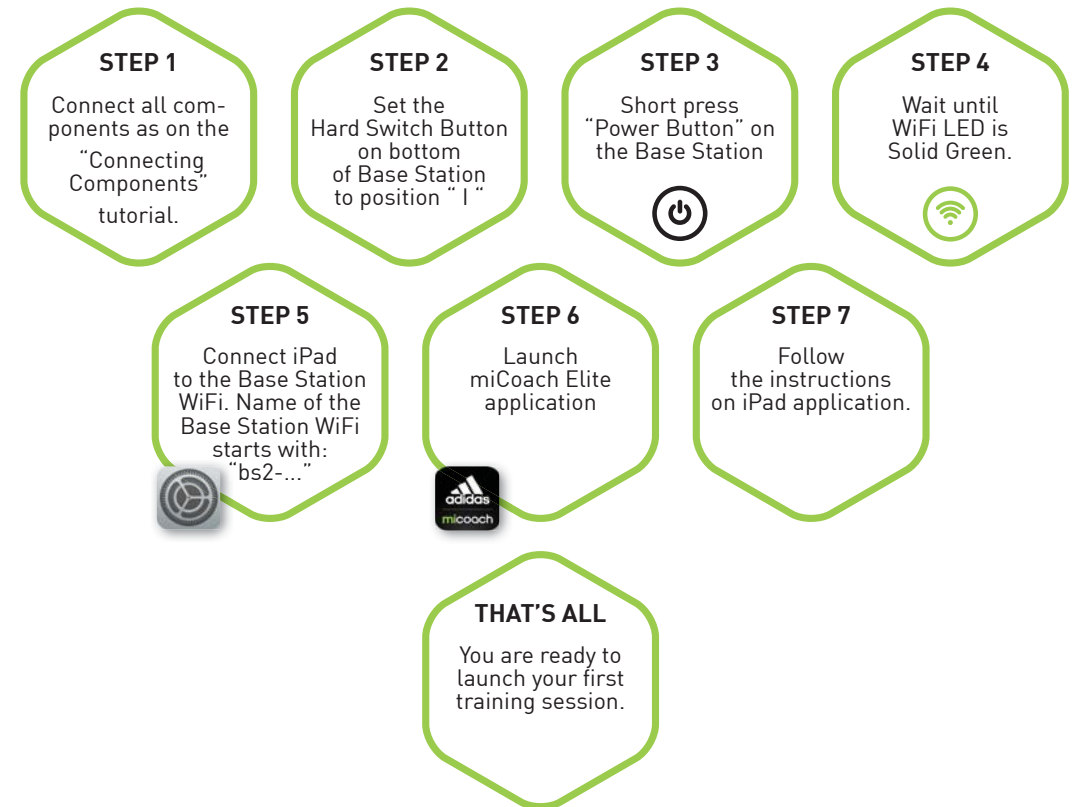 STEP 1
Connect all com-
ponents as on the
“Connecting
Components”
tutorial.
STEP 2
Set the
Hard Switch Button
on bottom
of Base Station
to position “ I “
STEP 3
Short press
“Power Button” on
the Base Station
STEP 4
Wait until
WiFi LED is
Solid Green.
STEP 5
Connect iPad
to the Base Station
WiFi. Name of the
Base Station WiFi
starts with:
“bs2-...”
STEP 6
Launch
miCoach Elite
application
adidas
micoach
STEP 7
Follow
the instructions
on iPad application.
THAT'S ALL
You are ready to
launch your first
training session.